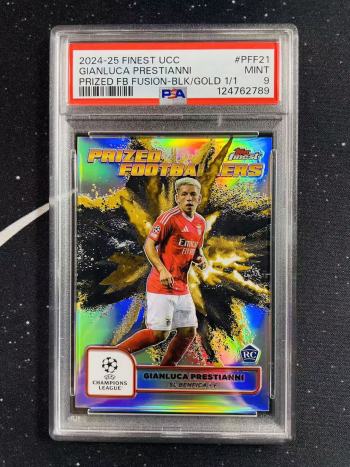 2024-25 FINEST UCC #PFF21
GIANLUCA PRESTIANNI MINT
PRIZED FB FUSION-BLK/GOLD 1/1 9
PSA 124762789
PRIZED
FOOTBALLERS
Topps
finest
RC
UEFA
CHAMPIONS
LEAGUE
GIANLUCA PRESTIANNI
SL BENFICA